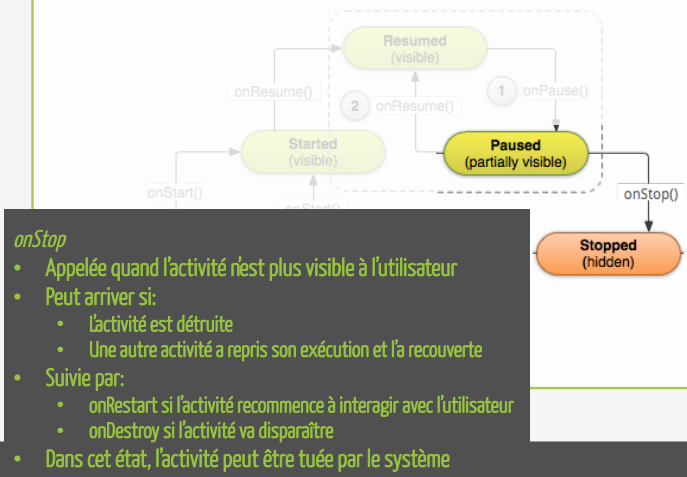 Resumed
(visible)
onResume()
2
onResume()
1
onPause()
Started
(visible)
Paused
(partially visible)
onStart()
onStart()
onStop()
Stopped
(hidden)
onStop
• Appelée quand l'activité n'est plus visible à l'utilisateur
• Peut arriver si:
• L'activité est détruite
• Une autre activité a repris son exécution et l'a recouverte
• Suivie par:
• onRestart si l'activité recommence à interagir avec l'utilisateur
• onDestroy si l'activité va disparaître
• Dans cet état, l'activité peut être tuée par le système